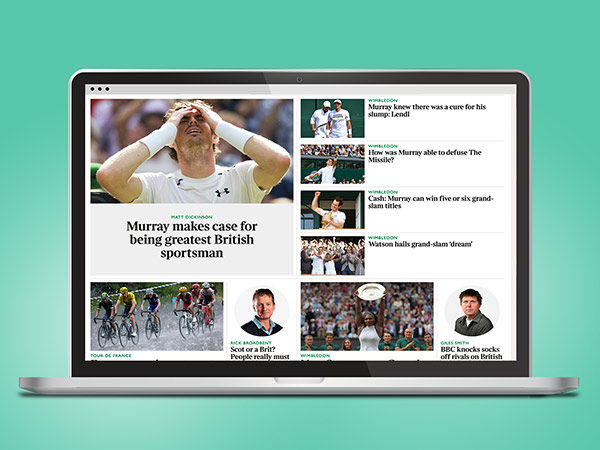 MATT DICKINSON
Murray makes case for
being greatest British
sportsman
WIMBLEDON
Murray knew there was a cure for his
slump: Lendl
WIMBLEDON
How was Murray able to defuse The
Missile?
WIMBLEDON
Cash: Murray can win five or six grand-
slam titles
WIMBLEDON
Watson hails grand-slam ‘dream’
TOUR DE FRANCE
RICK BROADBENT
Scot or a Brit?
People really must
WIMBLEDON
GILES SMITH
BBC knocks socks
off rivals on British